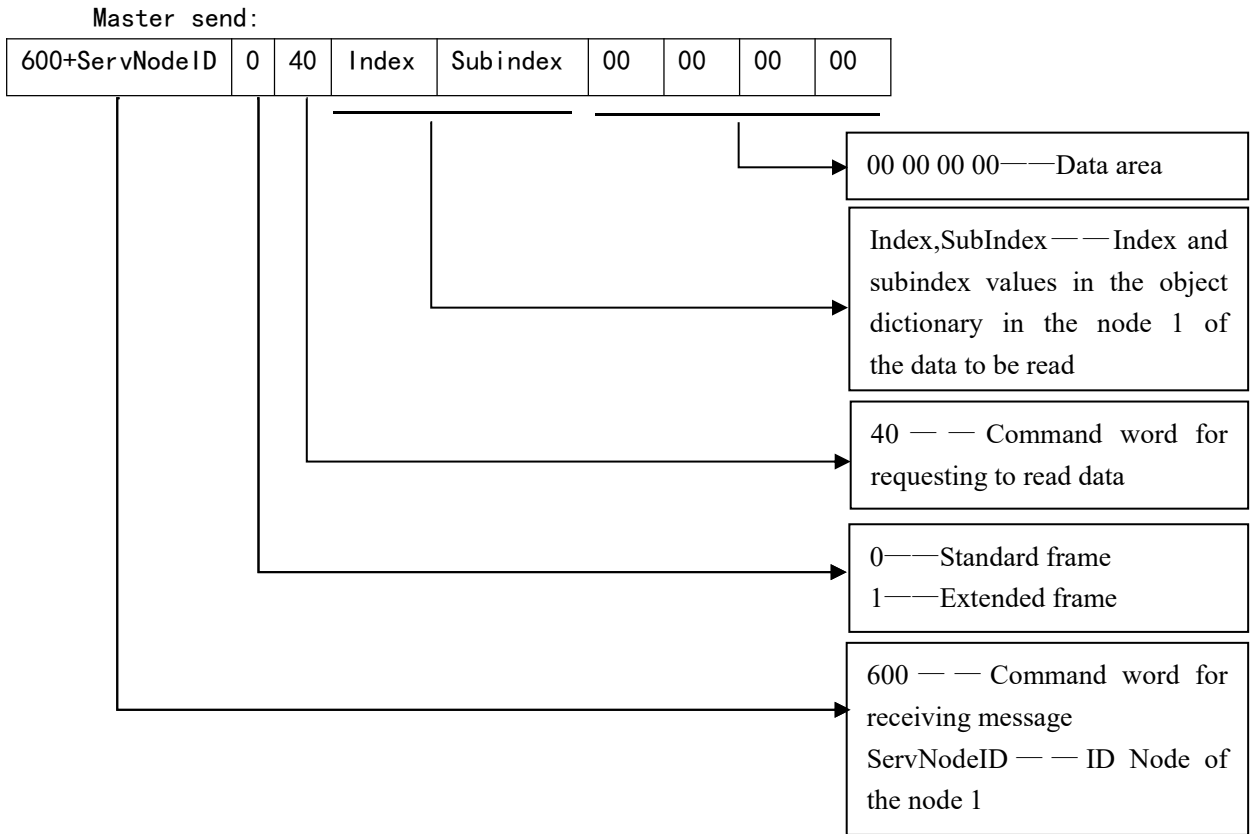 Master send:
600+ServNodeID 0 40 Index Subindex 00 00 00 00
00 00 00 00——Data area
Index,SubIndex——Index and
subindex values in the object
dictionary in the node 1 of
the data to be read
40——Command word for
requesting to read data
0——Standard frame
1——Extended frame
600——Command word for
receiving message
ServNodeID——ID Node of
the node 1